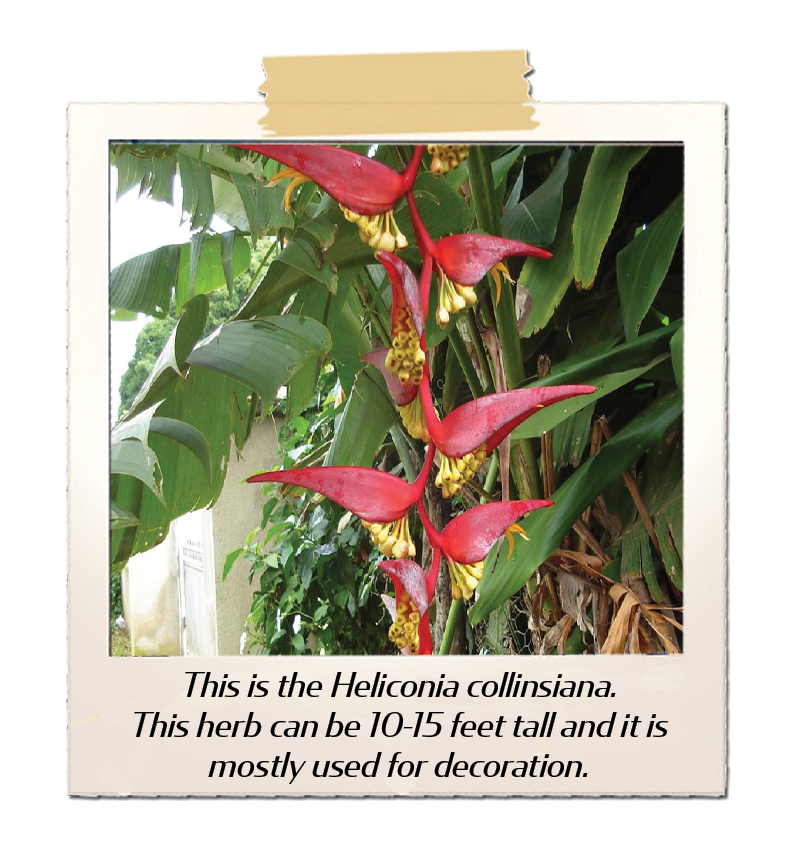 This is the Heliconia collinsiana.
This herb can be 10-15 feet tall and it is
mostly used for decoration.